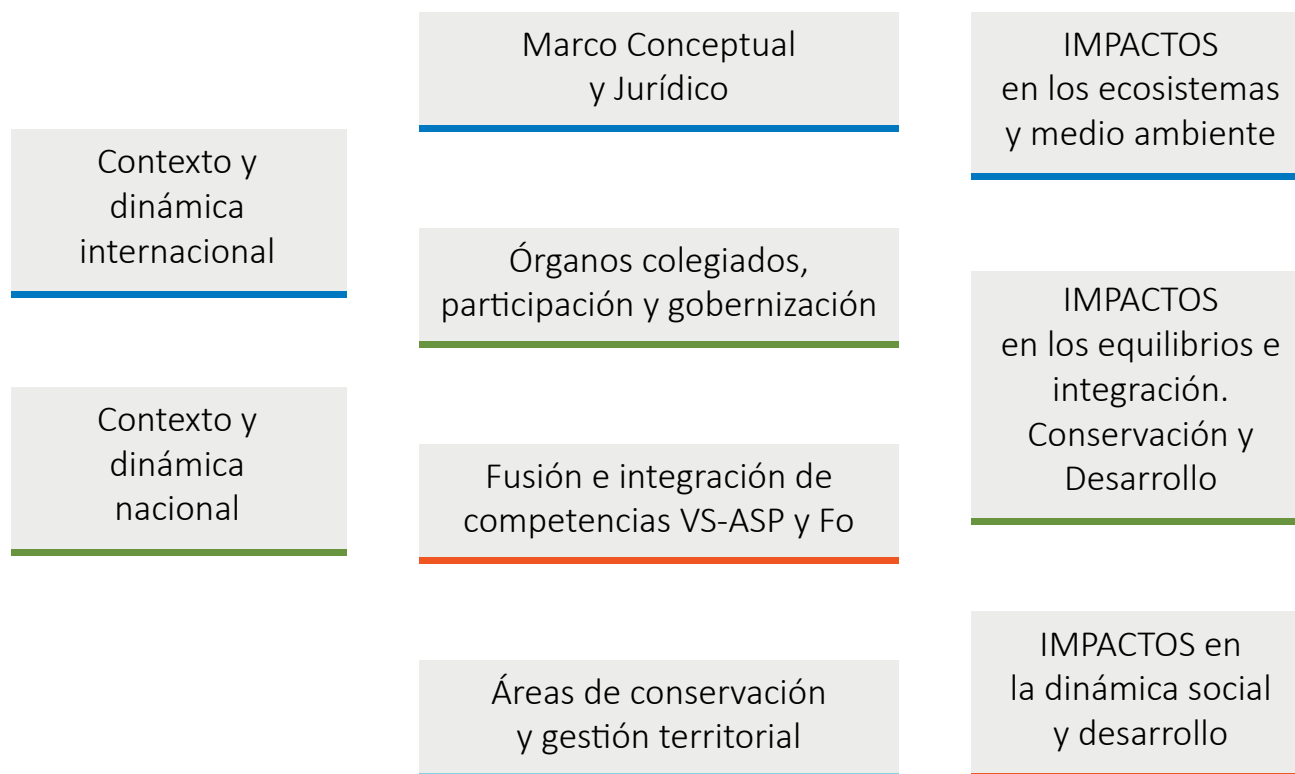 Contexto y
dinámica
internacional
Contexto y
dinámica
nacional
Marco Conceptual
y Jurídico
Órganos colegiados,
participación y gobernización
Fusión e integración de
competencias VS-ASP y Fo
Áreas de conservación
y gestión territorial
IMPACTOS
en los ecosistemas
y medio ambiente
IMPACTOS
en los equilibrios e
integración.
Conservación y
Desarrollo
IMPACTOS en
la dinámica social
y desarrollo